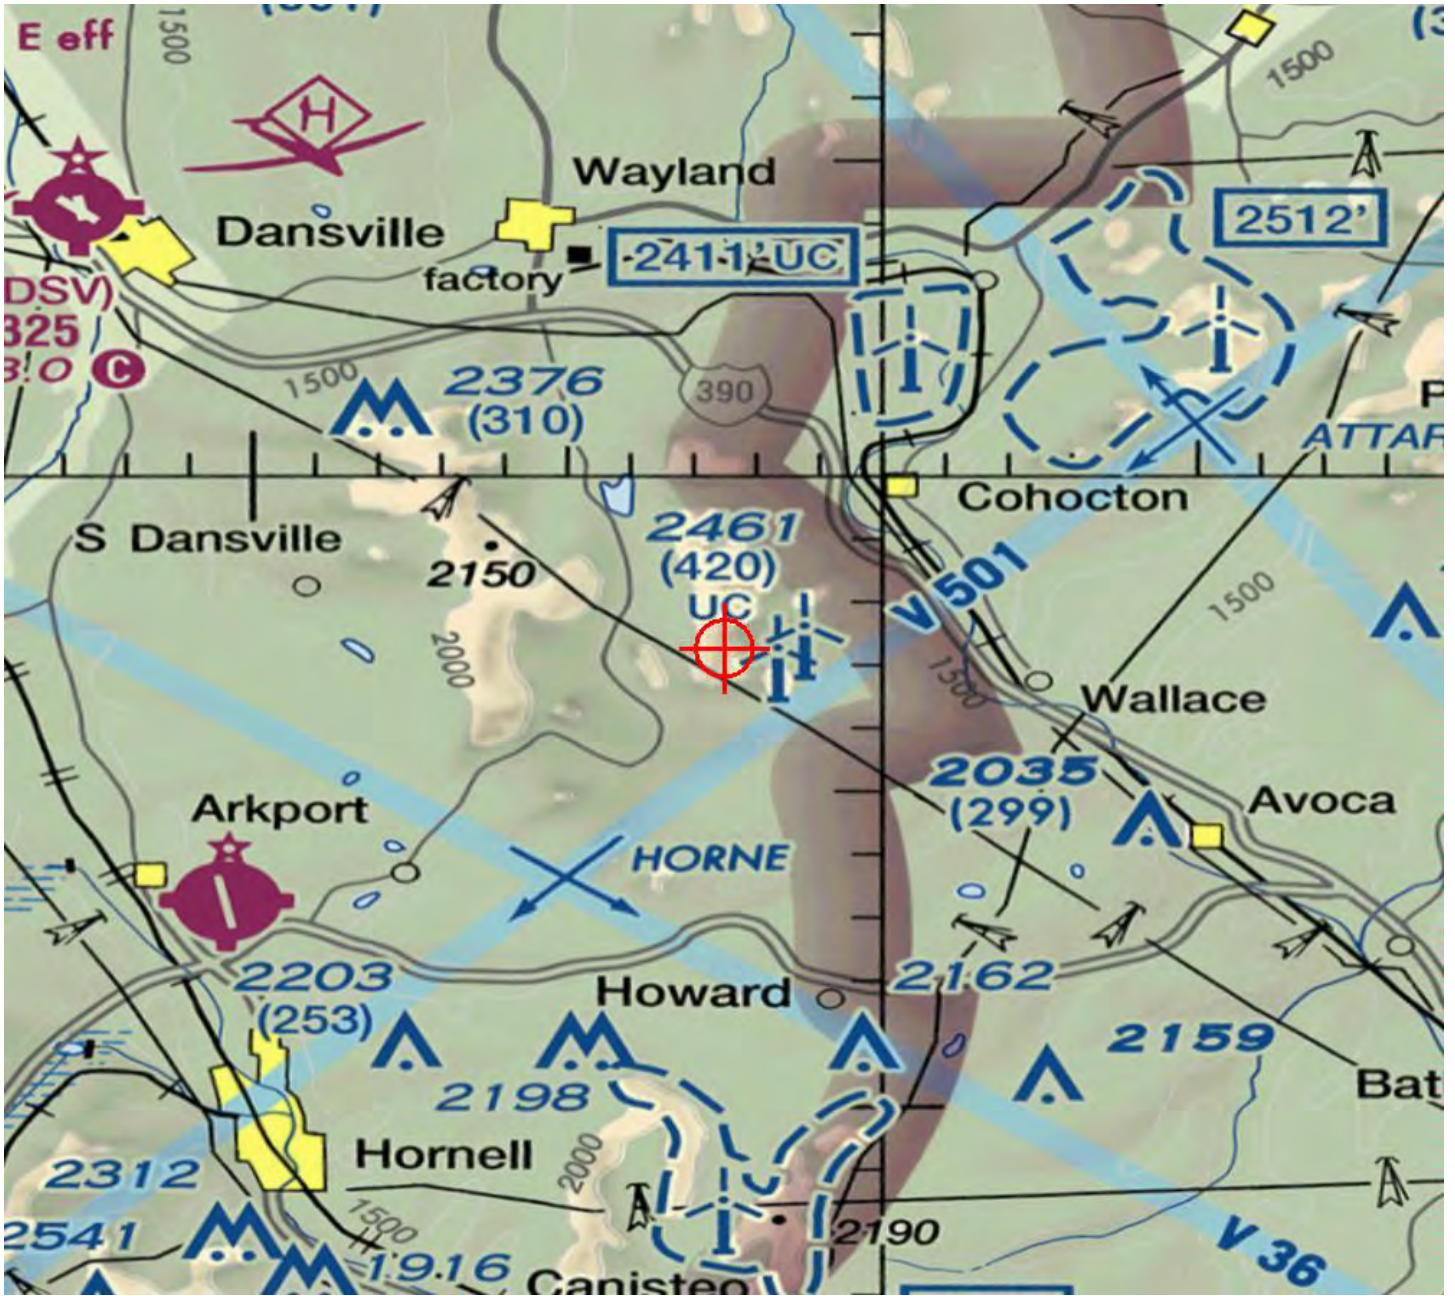 E eff
1500
H
1500
Wayland
Dansville
factory
2411' UC
2512'
DSV)
C
1500
2376
(310)
390
ATTAR
S Dansville
2150
2461
(420)
UC
Cohocton
V 501
1500
2000
1500
Wallace
2035
(299)
Avoca
Arkport
HORNE
2203
(253)
Howard
2162
2198
2159
Bat
Hornell
2000
2312
2541
1500
1916
2190
Canisteo
V 36